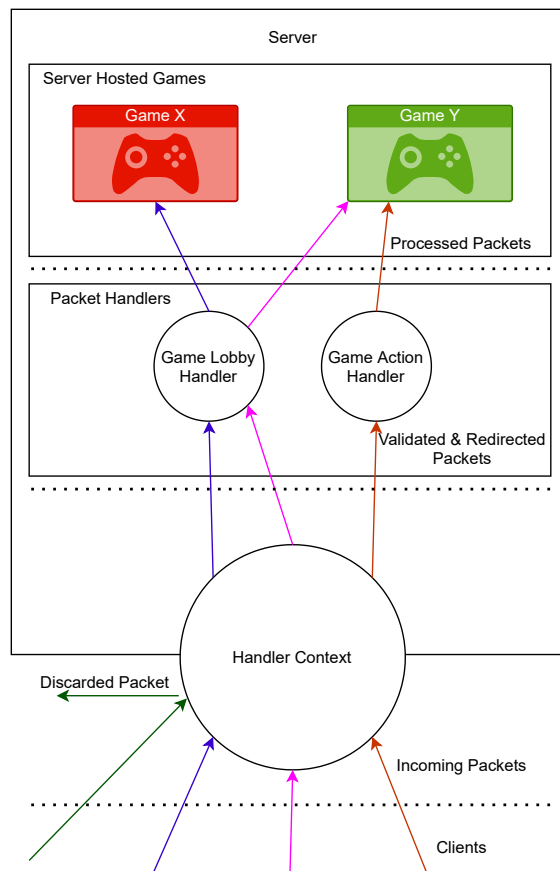 Server
Server Hosted Games
Game X
Game Y
Processed Packets
Packet Handlers
Game Lobby
Handler
Game Action
Handler
Validated & Redirected
Packets
Handler Context
Discarded Packet
Incoming Packets
Clients